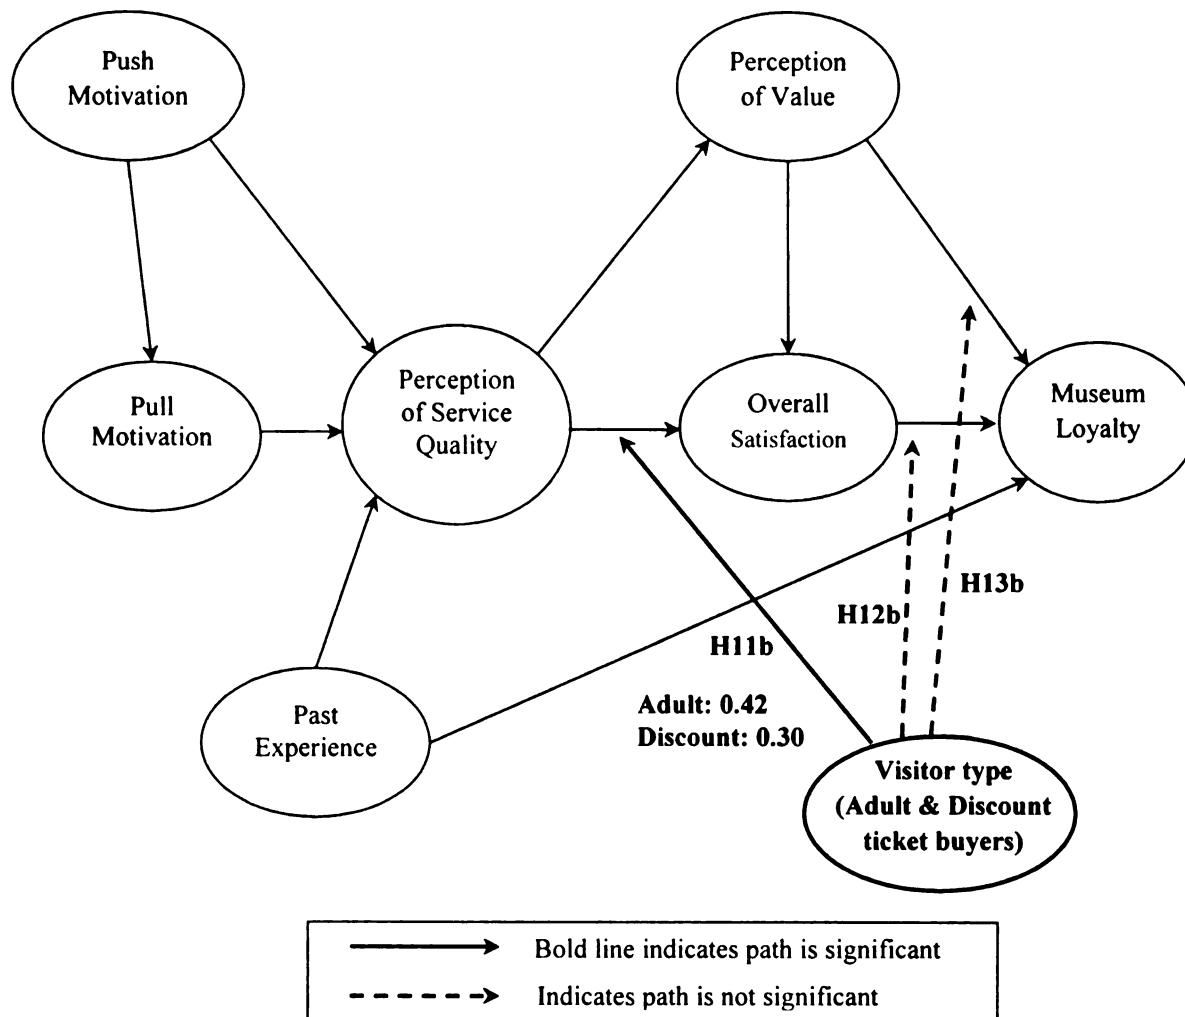 Push
Motivation
Perception
of Value
Pull
Motivation
Perception
of Service
Quality
Overall
Satisfaction
Museum
Loyalty
H13b
H12b
H11b
Past
Experience
Adult: 0.42
Discount: 0.30
Visitor type
(Adult & Discount
ticket buyers)
Bold line indicates path is significant
Indicates path is not significant